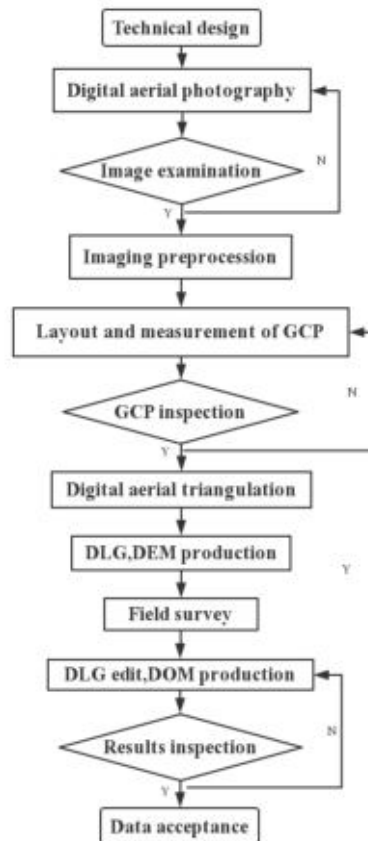 Technical design
Digital aerial photography
N
Image examination
Y
Imaging preprocession
Layout and measurement of GCP
N
GCP inspection
Y
Digital aerial triangulation
DLG,DEM production
Y
Field survey
DLG edit,DOM production
N
Results inspection
Y
Data acceptance